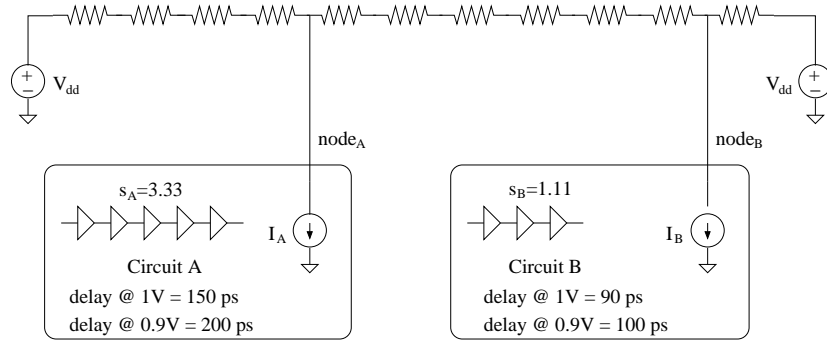 V_dd
V_dd
node_A
node_B
s_A=3.33
I_A
Circuit A
delay @ 1V = 150 ps
delay @ 0.9V = 200 ps
s_B=1.11
I_B
Circuit B
delay @ 1V = 90 ps
delay @ 0.9V = 100 ps